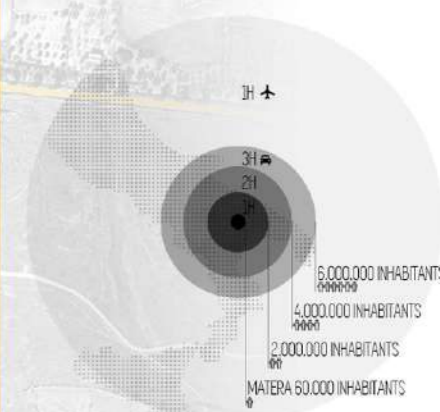 1H
3H
2H
1H
6.000.000 INHABITANTS
4.000.000 INHABITANTS
2.000.000 INHABITANTS
MATERA 60.000 INHABITANTS